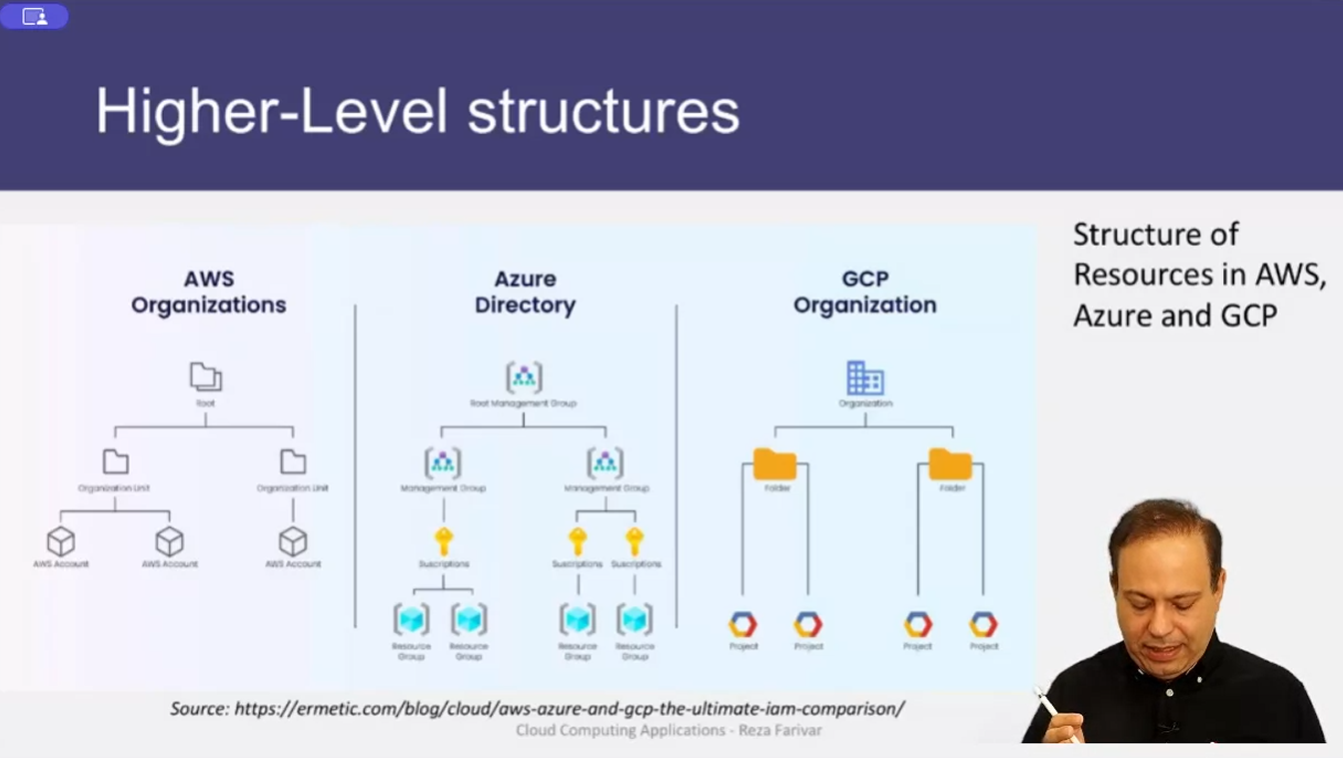 Higher-Level structures
Structure of
Resources in AWS,
Azure and GCP
AWS
Organizations
Root
Organization Unit
Organization Unit
AWS Account
AWS Account
AWS Account
Azure
Directory
Root Management Group
Management Group
Management Group
Suscriptions
Suscriptions
Suscriptions
Resource
Group
Resource
Group
Resource
Group
Resource
Group
GCP
Organization
Organization
Folder
Folder
Project
Project
Project
Project
Source: https://ermetic.com/blog/cloud/aws-azure-and-gcp-the-ultimate-iam-comparison/
Cloud Computing Applications - Reza Farivar